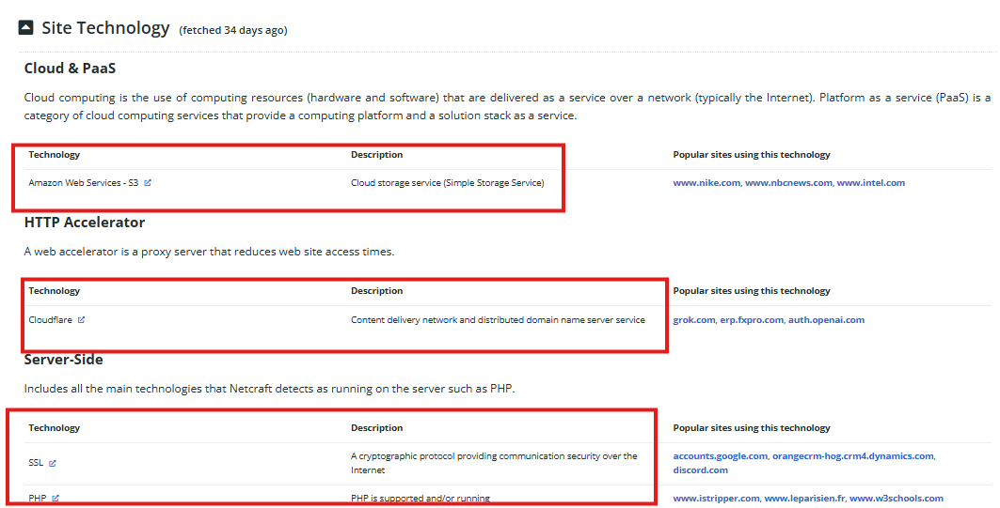 Site Technology (fetched 34 days ago)
Cloud & PaaS
Cloud computing is the use of computing resources (hardware and software) that are delivered as a service over a network (typically the Internet). Platform as a service (PaaS) is a
category of cloud computing services that provide a computing platform and a solution stack as a service.
Technology Description Popular sites using this technology
Amazon Web Services - S3 Cloud storage service (Simple Storage Service) www.nike.com, www.nbcnews.com, www.intel.com
HTTP Accelerator
A web accelerator is a proxy server that reduces web site access times.
Technology Description Popular sites using this technology
Cloudflare Content delivery network and distributed domain name server service grok.com, erp.fxpro.com, auth.openai.com
Server-Side
Includes all the main technologies that Netcraft detects as running on the server such as PHP.
Technology Description Popular sites using this technology
SSL A cryptographic protocol providing communication security over the Internet accounts.google.com, orangecrm-hog.crm4.dynamics.com, discord.com
PHP PHP is supported and/or running www.istripper.com, www.leparisien.fr, www.w3schools.com